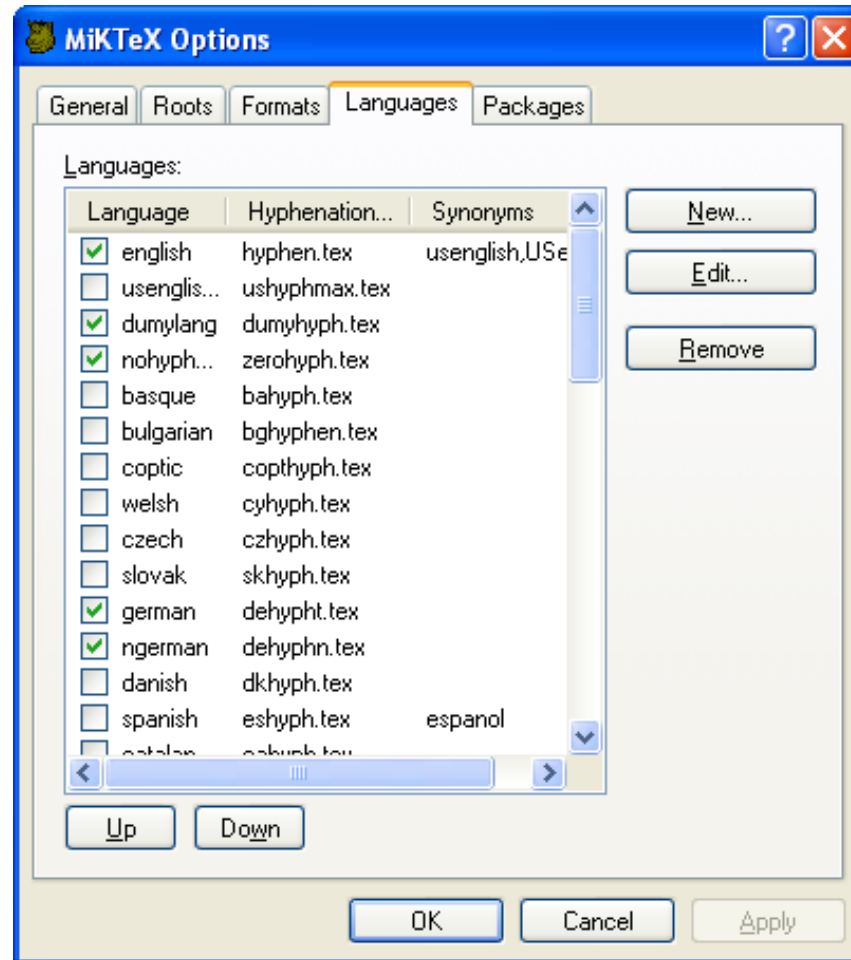 MiKTeX Options
General Roots Formats Languages Packages
Languages:
Language Hyphenation... Synonyms
english hyphen.tex usenglish,USe
usenglis... ushyphmax.tex
dumylang dumyhyph.tex
nohyph... zerohyph.tex
basque bahyph.tex
bulgarian bghyphen.tex
coptic copthyph.tex
welsh cyhyph.tex
czech czhyph.tex
slovak skhyph.tex
german dehypht.tex
ngerman dehyphn.tex
danish dkhyph.tex
spanish eshyph.tex espanol
New...
Edit...
Remove
Up Down
OK Cancel Apply